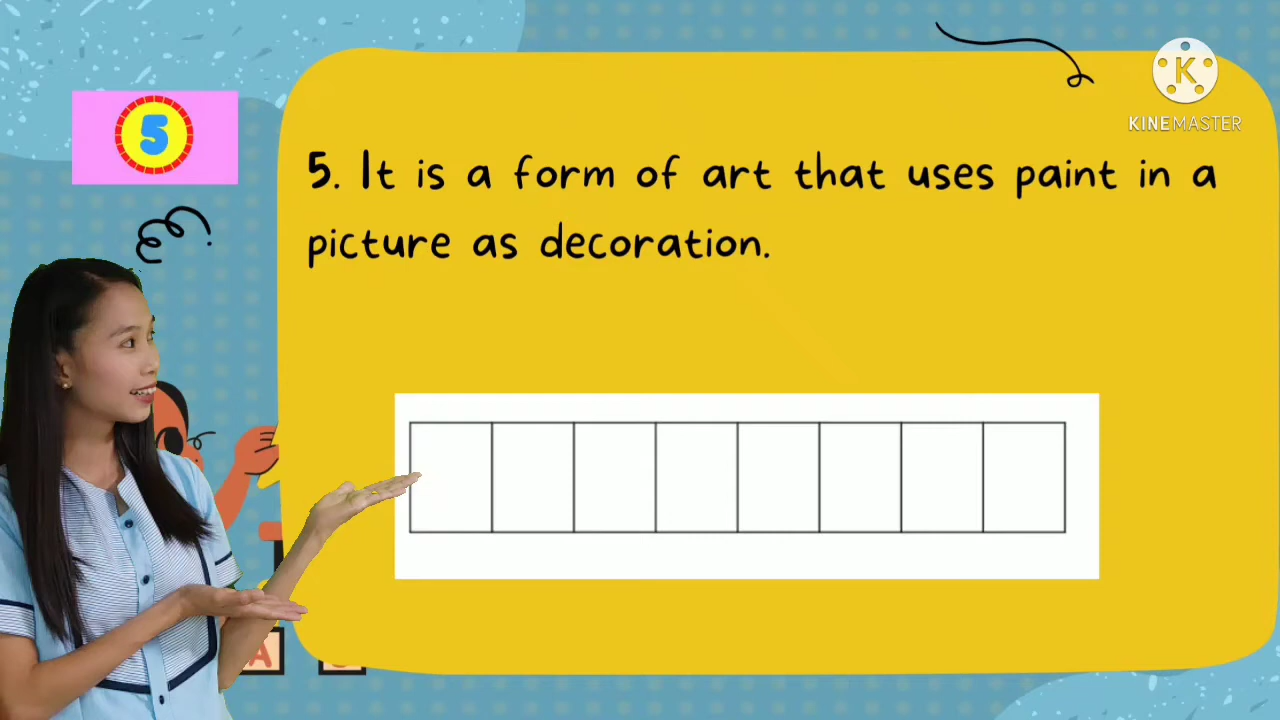 5
KINEMASTER
5. It is a form of art that uses paint in a
picture as decoration.
A